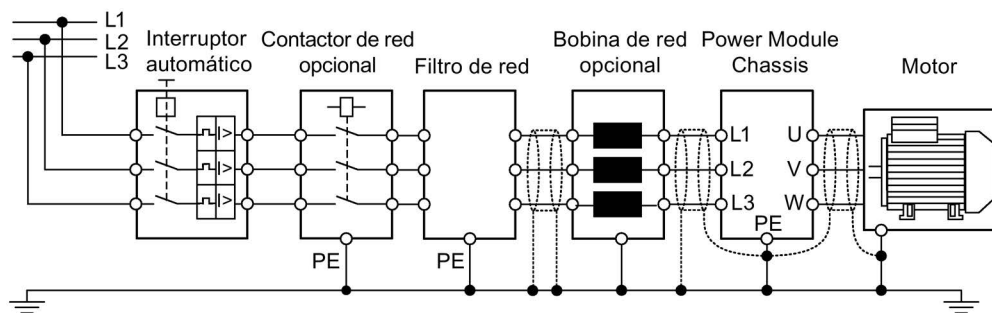 L1
L2
L3
Interruptor
automático
Contactor de red
opcional
Filtro de red
Bobina de red
opcional
Power Module
Chassis
Motor
L1
U
L2
V
L3
W
PE
PE
PE